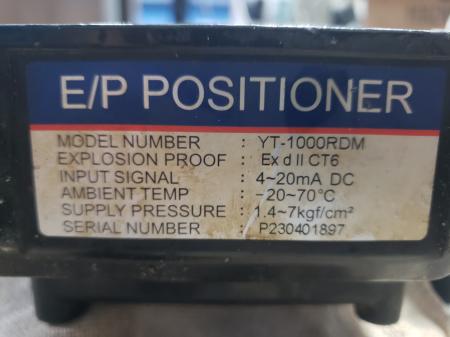 E/P POSITIONER
MODEL NUMBER : YT-1000RDM
EXPLOSION PROOF : Ex d II CT6
INPUT SIGNAL : 4~20mA DC
AMBIENT TEMP : -20~70°C
SUPPLY PRESSURE : 1.4~7kgf/cm²
SERIAL NUMBER : P230401897